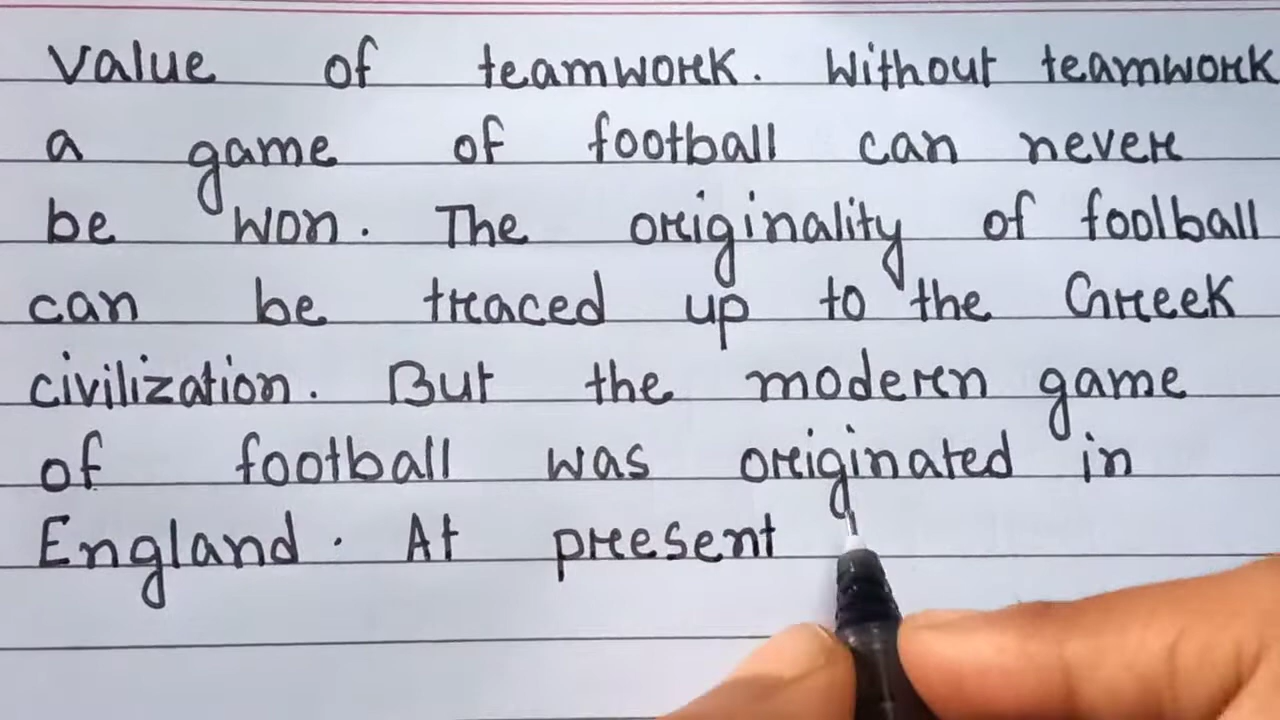 value of teamwork. Without teamwork
a game of football can never
be won. The originality of foolball
can be traced up to the Greek
civilization. But the modern game
of football was originated in
England. At present